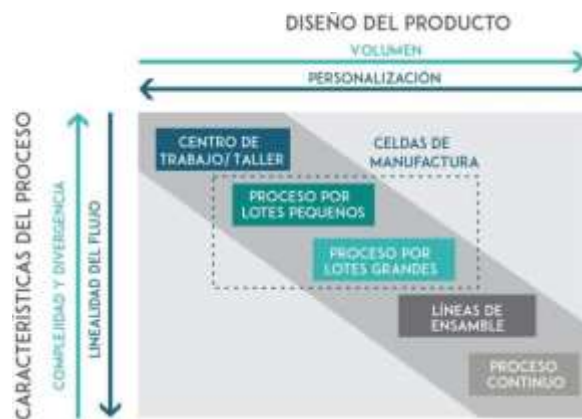 DISEÑO DEL PRODUCTO
VOLUMEN
PERSONALIZACIÓN
CARACTERÍSTICAS DEL PROCESO
COMPLEJIDAD Y DIVERGENCIA
LINEALIDAD DEL FLUJO
CENTRO DE
TRABAJO/TALLER
CELDAS DE
MANUFACTURA
PROCESO POR
LOTES PEQUEÑOS
PROCESO POR
LOTES GRANDES
LÍNEAS DE
ENSAMBLE
PROCESO
CONTINUO